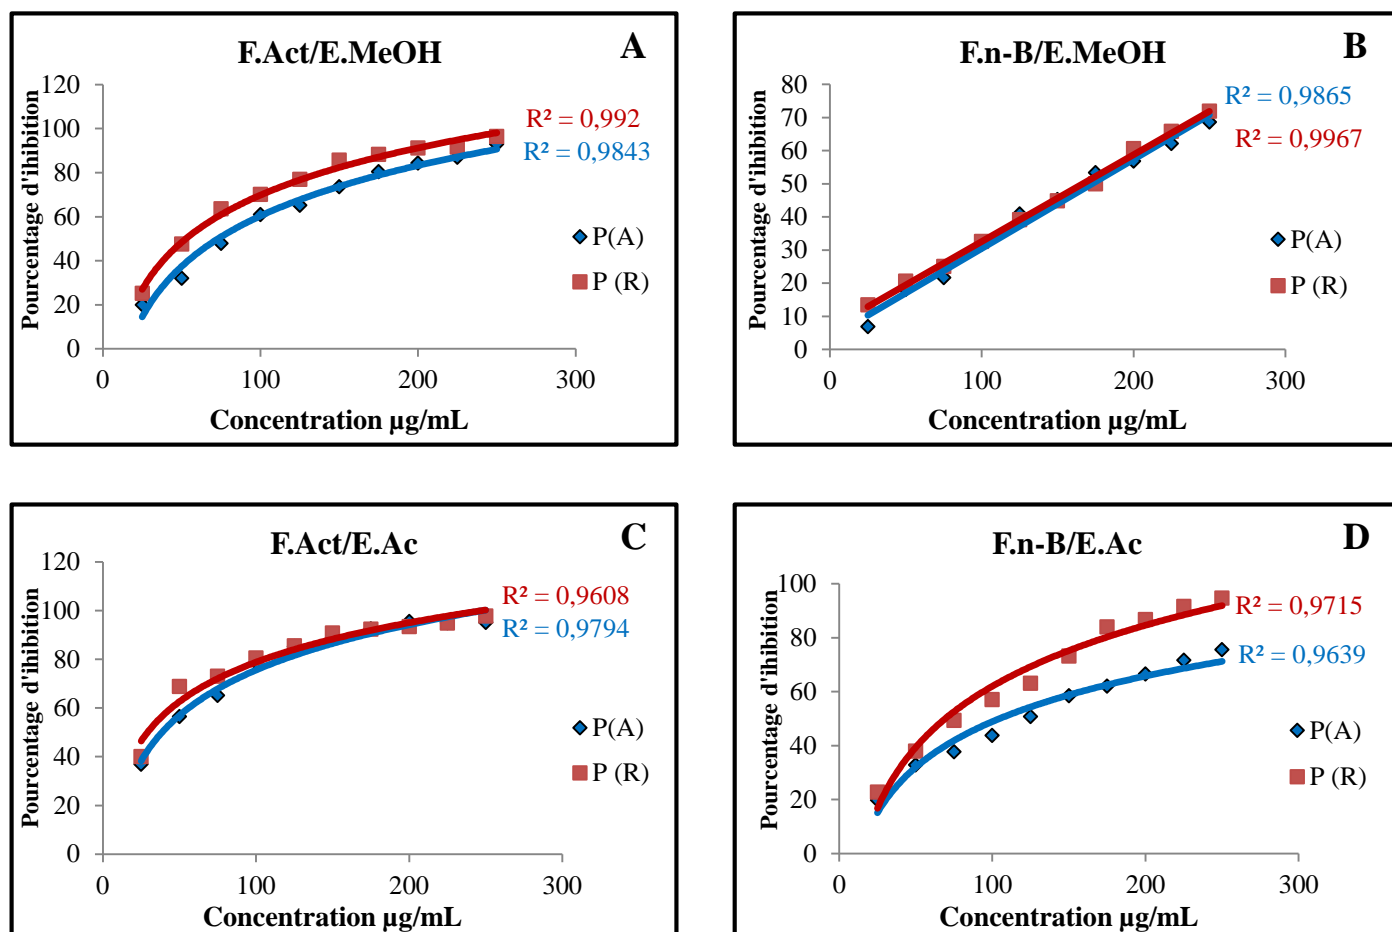 F.Act/E.MeOH
A
Pourcentage d'ihibition
120
100
80
60
40
20
0
R² = 0,992
R² = 0,9843
P(A)
P (R)
0 100 200 300
Concentration µg/mL
F.n-B/E.MeOH
B
Pourcentage d'ihibition
80
70
60
50
40
30
20
10
0
R² = 0,9865
R² = 0,9967
P(A)
P (R)
0 100 200 300
Concentration µg/mL
F.Act/E.Ac
C
Pourcentage d'ihibition
120
100
80
60
40
20
0
R² = 0,9608
R² = 0,9794
P(A)
P (R)
0 100 200 300
Concentration µg/mL
F.n-B/E.Ac
D
Pourcentage d'ihibition
100
80
60
40
20
0
R² = 0,9715
R² = 0,9639
P(A)
P (R)
0 100 200 300
Concentration µg/mL